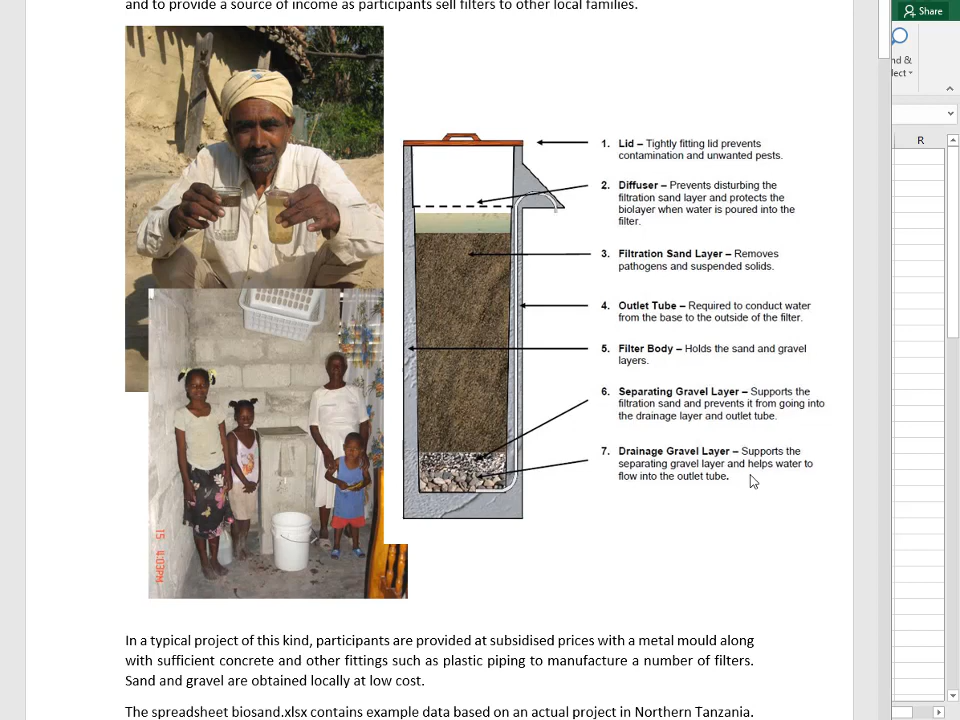 and to provide a source of income as participants sell filters to other local families.
Share
nd &
lect
R
1. Lid – Tightly fitting lid prevents
contamination and unwanted pests.
2. Diffuser – Prevents disturbing the
filtration sand layer and protects the
biolayer when water is poured into the
filter.
3. Filtration Sand Layer – Removes
pathogens and suspended solids.
4. Outlet Tube – Required to conduct water
from the base to the outside of the filter.
5. Filter Body – Holds the sand and gravel
layers.
6. Separating Gravel Layer – Supports the
filtration sand and prevents it from going into
the drainage layer and outlet tube.
7. Drainage Gravel Layer – Supports the
separating gravel layer and helps water to
flow into the outlet tube.
15 4:03PM
In a typical project of this kind, participants are provided at subsidised prices with a metal mould along
with sufficient concrete and other fittings such as plastic piping to manufacture a number of filters.
Sand and gravel are obtained locally at low cost.
The spreadsheet biosand.xlsx contains example data based on an actual project in Northern Tanzania.